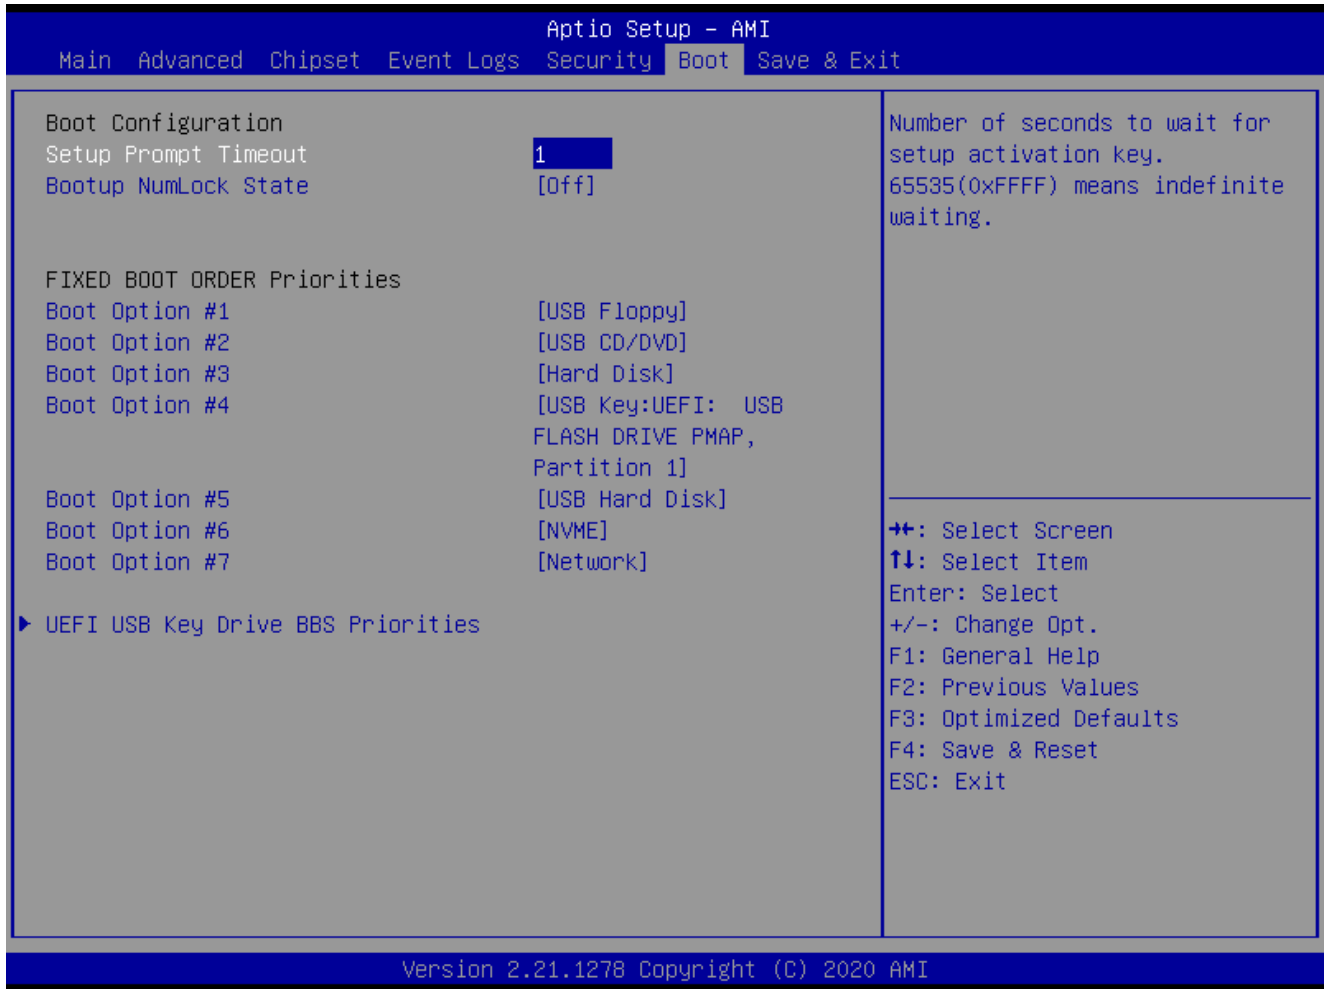 Aptio Setup – AMI
Main Advanced Chipset Event Logs Security Boot Save & Exit
Boot Configuration
Setup Prompt Timeout 1
Bootup NumLock State [Off]
FIXED BOOT ORDER Priorities
Boot Option #1 [USB Floppy]
Boot Option #2 [USB CD/DVD]
Boot Option #3 [Hard Disk]
Boot Option #4 [USB Key:UEFI:  USB
FLASH DRIVE PMAP,
Partition 1]
Boot Option #5 [USB Hard Disk]
Boot Option #6 [NVME]
Boot Option #7 [Network]
▶ UEFI USB Key Drive BBS Priorities
Number of seconds to wait for
setup activation key.
65535(0xFFFF) means indefinite
waiting.
→←: Select Screen
↑↓: Select Item
Enter: Select
+/-: Change Opt.
F1: General Help
F2: Previous Values
F3: Optimized Defaults
F4: Save & Reset
ESC: Exit
Version 2.21.1278 Copyright (C) 2020 AMI